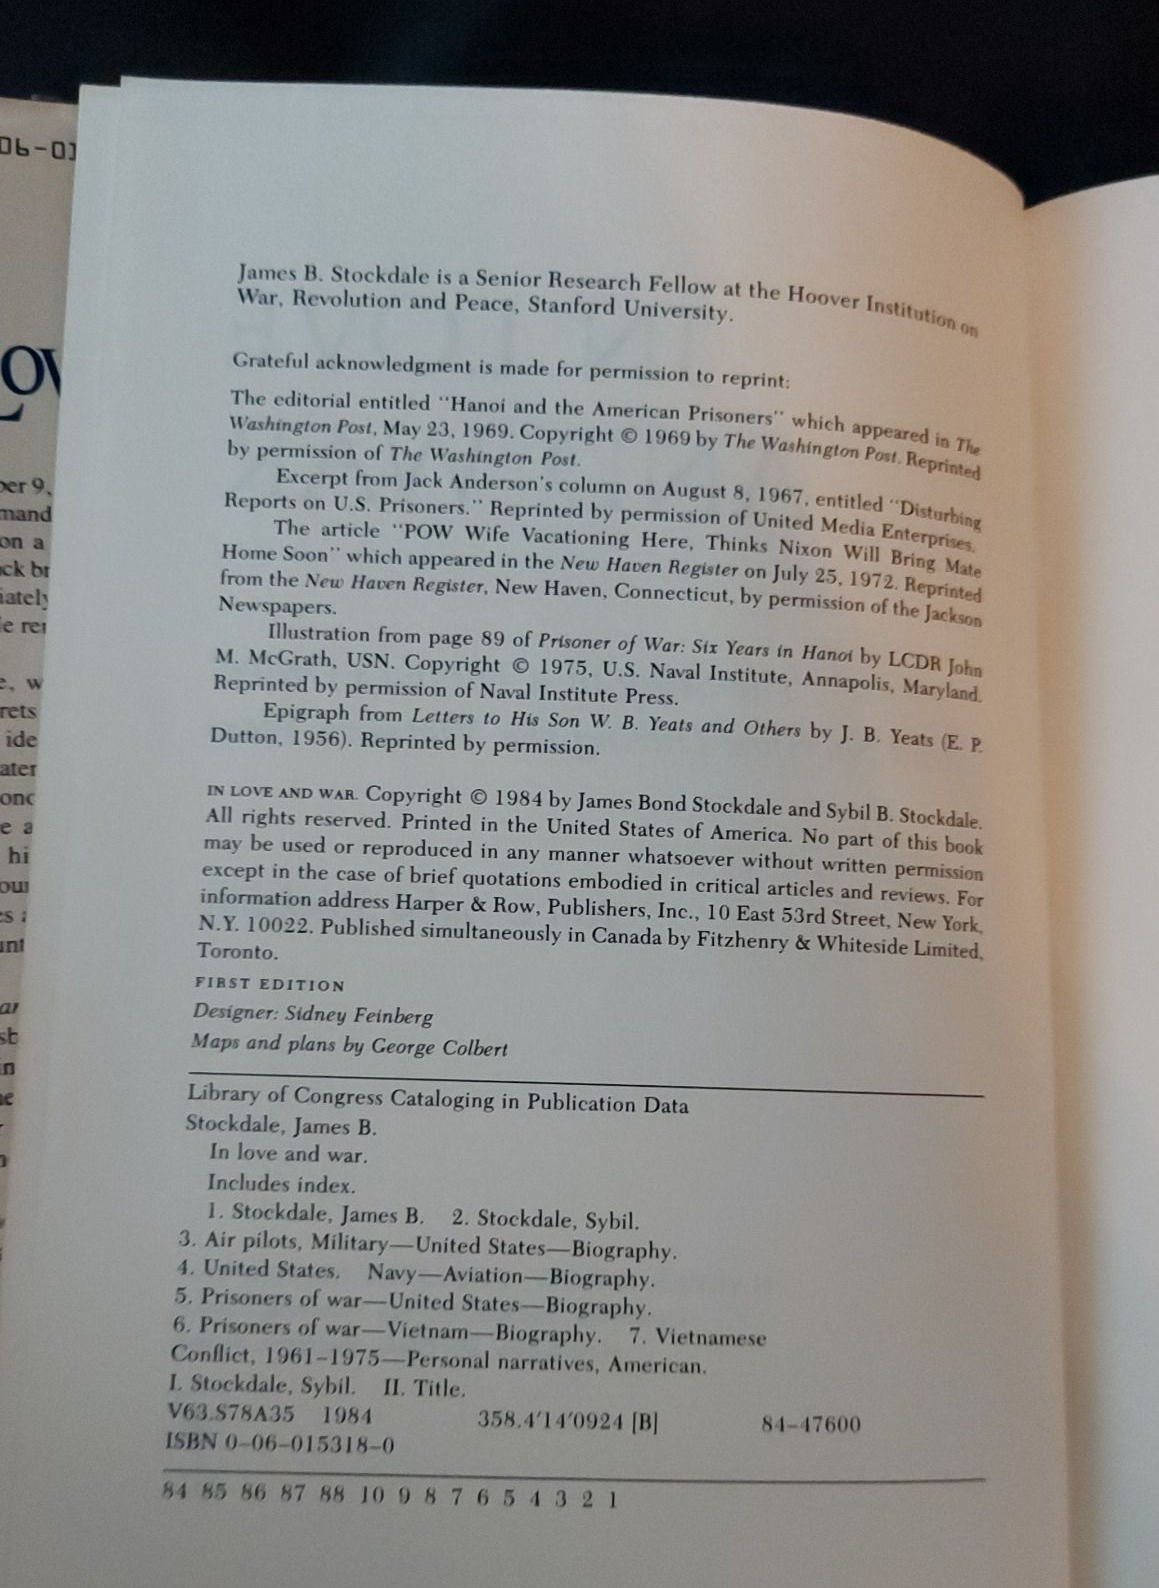 06-01
James B. Stockdale is a Senior Research Fellow at the Hoover Institution on
War, Revolution and Peace, Stanford University.
Grateful acknowledgment is made for permission to reprint:
The editorial entitled "Hanoi and the American Prisoners" which appeared in The
Washington Post, May 23, 1969. Copyright © 1969 by The Washington Post. Reprinted
by permission of The Washington Post.
Excerpt from Jack Anderson's column on August 8, 1967, entitled "Disturbing
Reports on U.S. Prisoners." Reprinted by permission of United Media Enterprises.
The article "POW Wife Vacationing Here, Thinks Nixon Will Bring Mate
Home Soon" which appeared in the New Haven Register on July 25, 1972. Reprinted
from the New Haven Register, New Haven, Connecticut, by permission of the Jackson
Newspapers.
Illustration from page 89 of Prisoner of War: Six Years in Hanoi by LCDR John
M. McGrath, USN. Copyright © 1975, U.S. Naval Institute, Annapolis, Maryland.
Reprinted by permission of Naval Institute Press.
Epigraph from Letters to His Son W. B. Yeats and Others by J. B. Yeats (E. P.
Dutton, 1956). Reprinted by permission.
IN LOVE AND WAR. Copyright © 1984 by James Bond Stockdale and Sybil B. Stockdale.
All rights reserved. Printed in the United States of America. No part of this book
may be used or reproduced in any manner whatsoever without written permission
except in the case of brief quotations embodied in critical articles and reviews. For
information address Harper & Row, Publishers, Inc., 10 East 53rd Street, New York,
N.Y. 10022. Published simultaneously in Canada by Fitzhenry & Whiteside Limited,
Toronto.
FIRST EDITION
Designer: Sidney Feinberg
Maps and plans by George Colbert
Library of Congress Cataloging in Publication Data
Stockdale, James B.
In love and war.
Includes index.
1. Stockdale, James B. 2. Stockdale, Sybil.
3. Air pilots, Military—United States—Biography.
4. United States. Navy—Aviation—Biography.
5. Prisoners of war—United States—Biography.
6. Prisoners of war—Vietnam—Biography. 7. Vietnamese
Conflict, 1961–1975—Personal narratives, American.
I. Stockdale, Sybil. II. Title.
V63.S78A35 1984 358.4'14'0924 [B] 84–47600
ISBN 0–06–015318–0
84 85 86 87 88 10 9 8 7 6 5 4 3 2 1